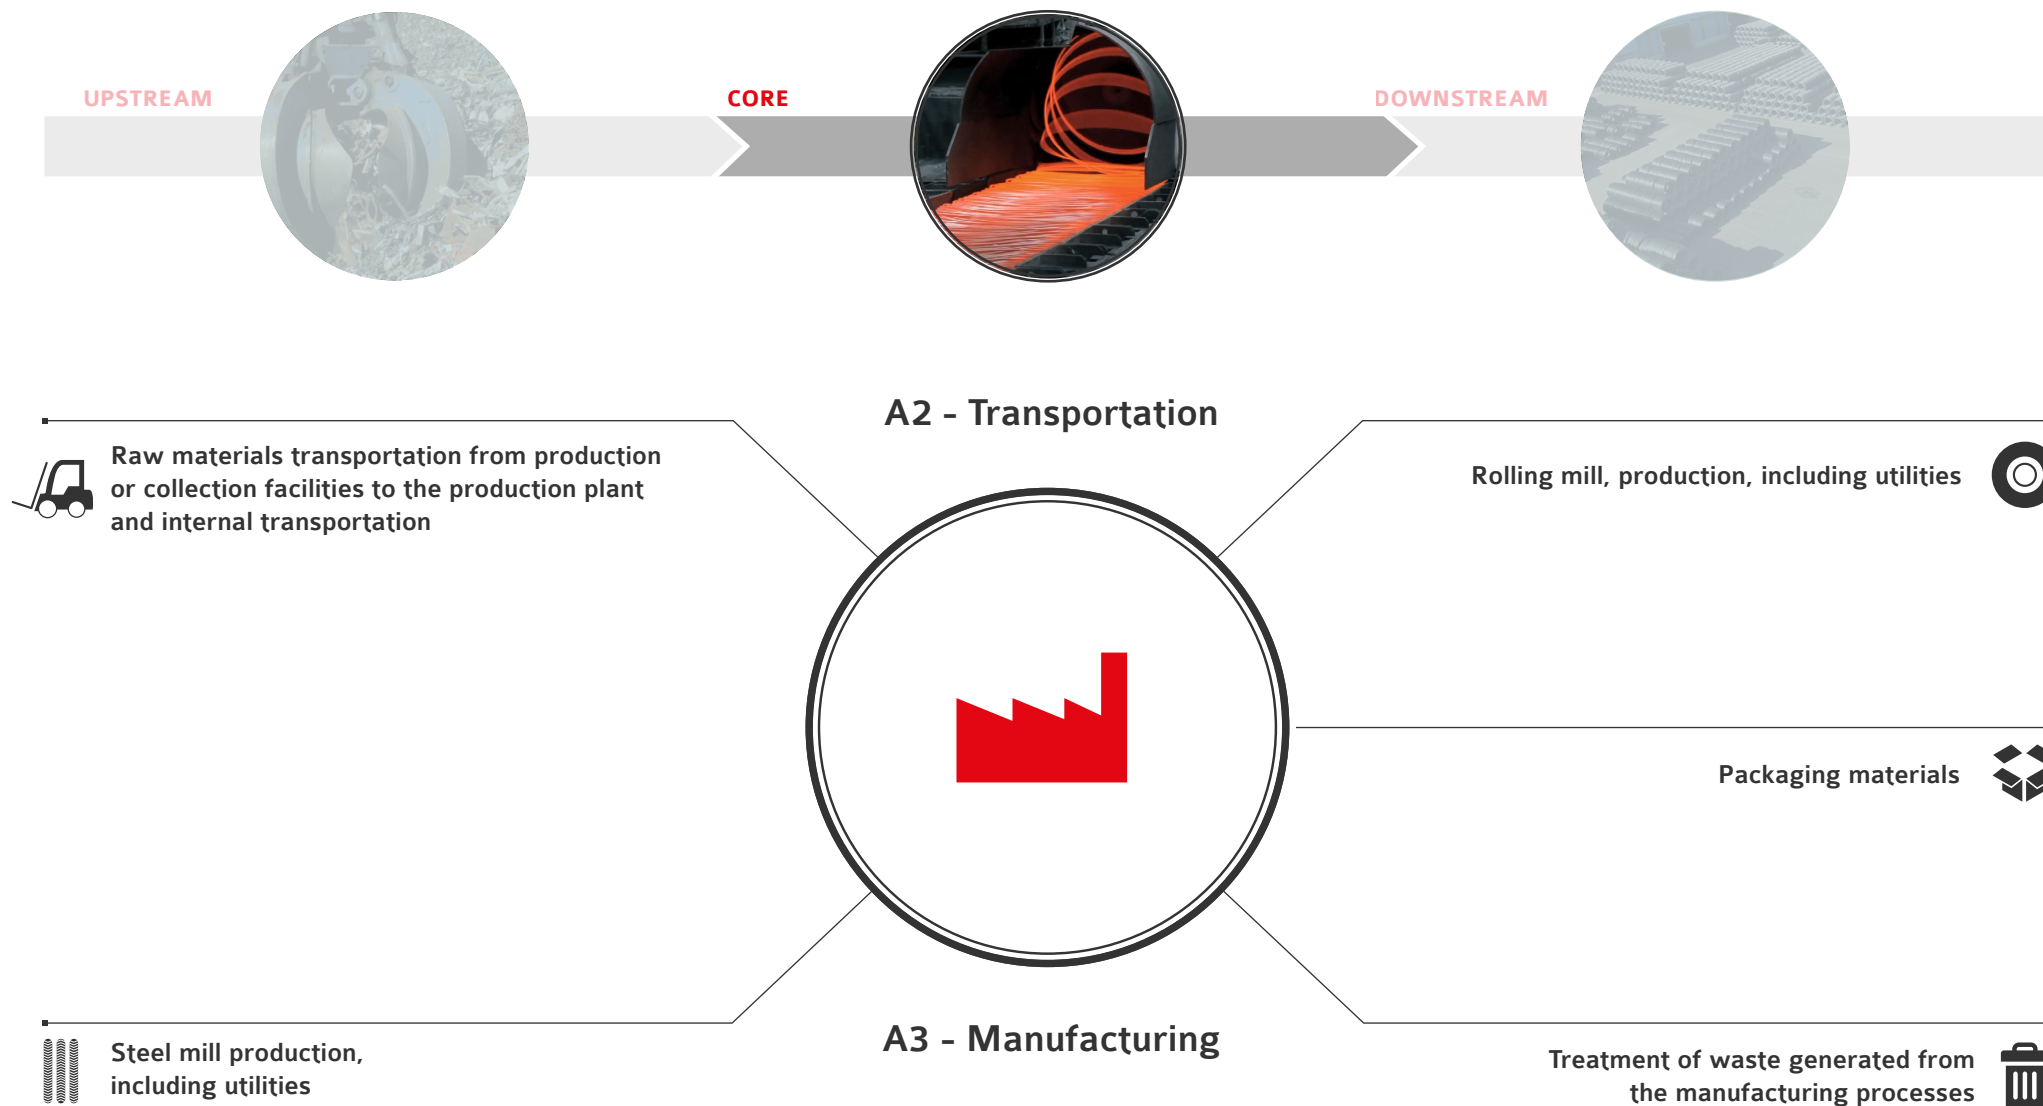 UPSTREAM
CORE
DOWNSTREAM
A2 - Transportation
Raw materials transportation from production
or collection facilities to the production plant
and internal transportation
Rolling mill, production, including utilities
Packaging materials
A3 - Manufacturing
Steel mill production,
including utilities
Treatment of waste generated from
the manufacturing processes